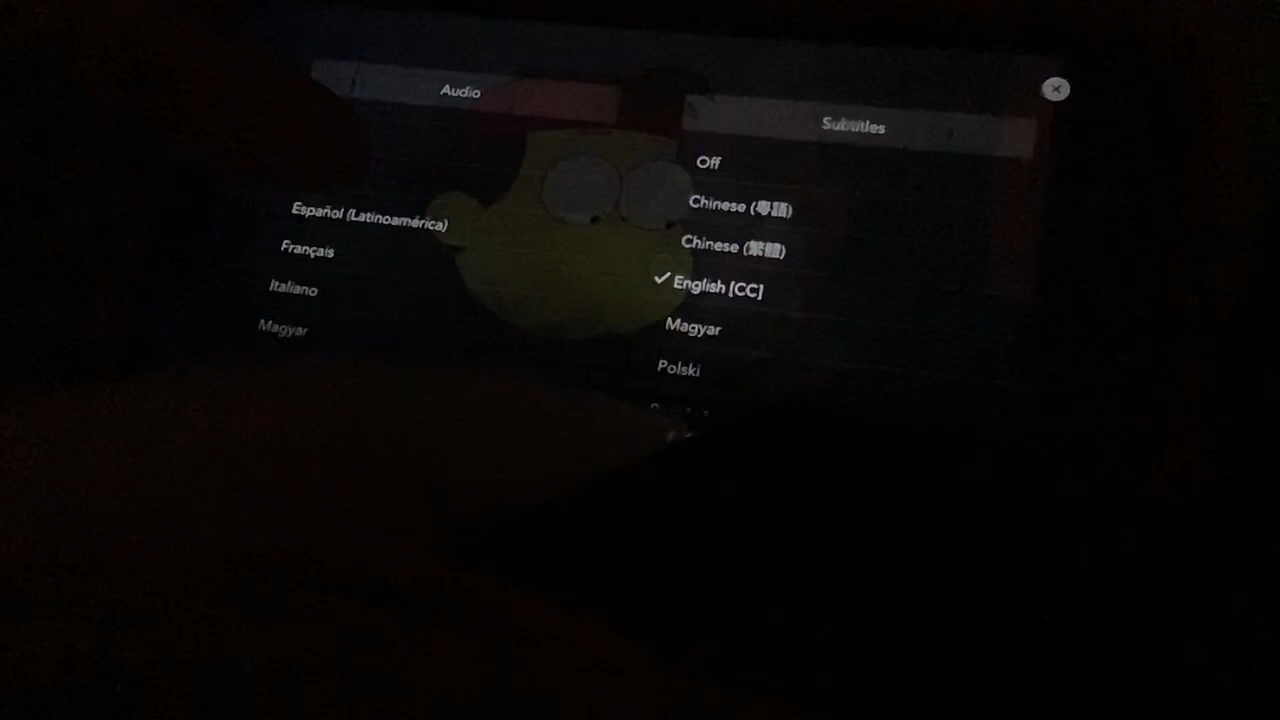 Audio
Español (Latinoamérica)
Français
Italiano
Magyar
Subtitles
Off
Chinese (粵語)
Chinese (繁體)
English [CC]
Magyar
Polski